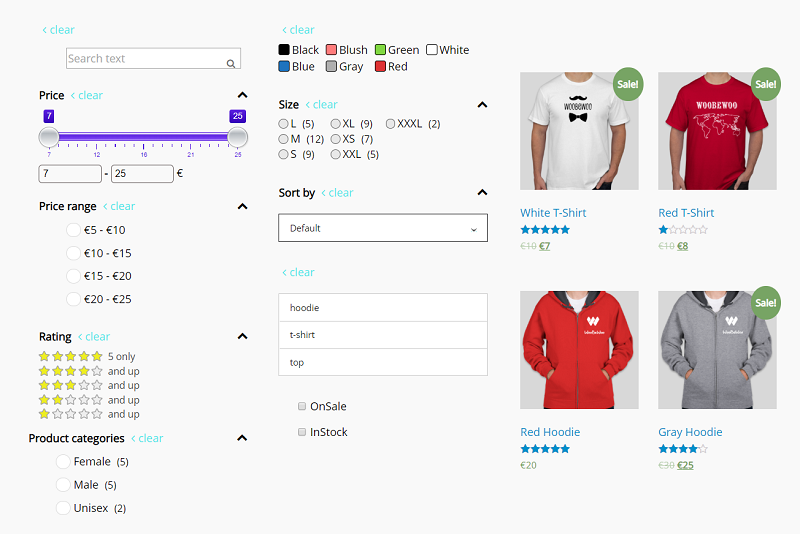 < clear
Search text
Price < clear
7 25
7 12 16 21 25
7 - 25 €
Price range < clear
€5 - €10
€10 - €15
€15 - €20
€20 - €25
Rating < clear
5 only
and up
and up
and up
and up
Product categories < clear
Female (5)
Male (5)
Unisex (2)
< clear
Black Blush Green White
Blue Gray Red
Size < clear
L (5) XL (9) XXXL (2)
M (12) XS (7)
S (9) XXL (5)
Sort by < clear
Default
< clear
hoodie
t-shirt
top
OnSale
InStock
Sale!
WOOBEWOO
White T-Shirt
€10 €7
Sale!
WOOBEWOO
Red T-Shirt
€10 €8
Red Hoodie
€20
Sale!
Gray Hoodie
€30 €25